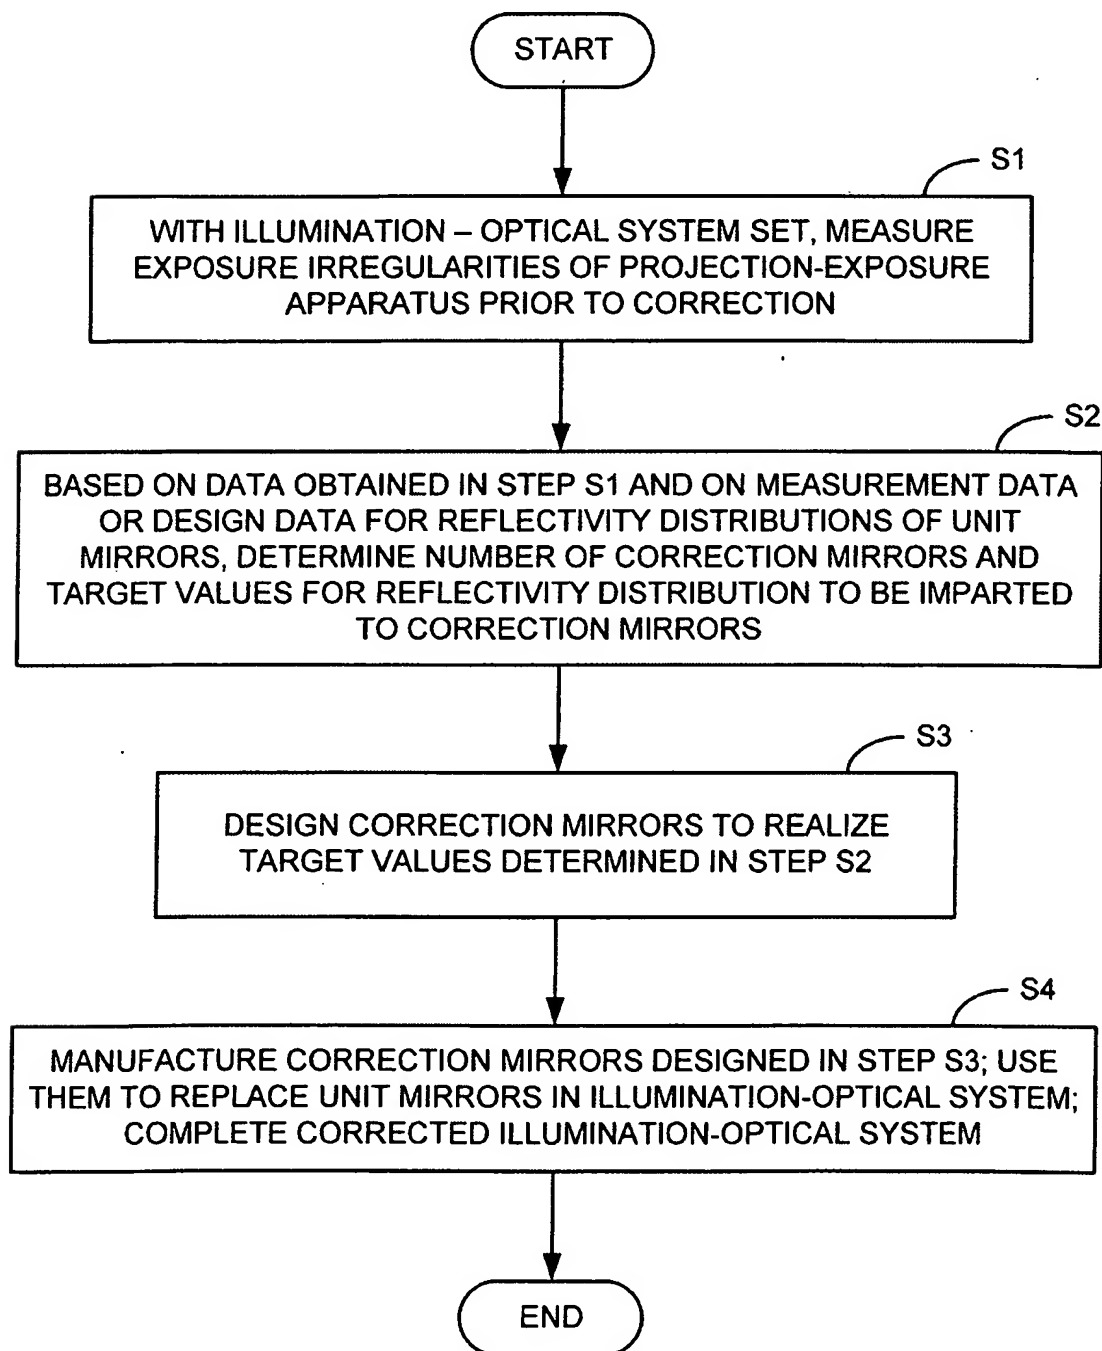 START
S1
WITH ILLUMINATION – OPTICAL SYSTEM SET, MEASURE
EXPOSURE IRREGULARITIES OF PROJECTION-EXPOSURE
APPARATUS PRIOR TO CORRECTION
S2
BASED ON DATA OBTAINED IN STEP S1 AND ON MEASUREMENT DATA
OR DESIGN DATA FOR REFLECTIVITY DISTRIBUTIONS OF UNIT
MIRRORS, DETERMINE NUMBER OF CORRECTION MIRRORS AND
TARGET VALUES FOR REFLECTIVITY DISTRIBUTION TO BE IMPARTED
TO CORRECTION MIRRORS
S3
DESIGN CORRECTION MIRRORS TO REALIZE
TARGET VALUES DETERMINED IN STEP S2
S4
MANUFACTURE CORRECTION MIRRORS DESIGNED IN STEP S3; USE
THEM TO REPLACE UNIT MIRRORS IN ILLUMINATION-OPTICAL SYSTEM;
COMPLETE CORRECTED ILLUMINATION-OPTICAL SYSTEM
END